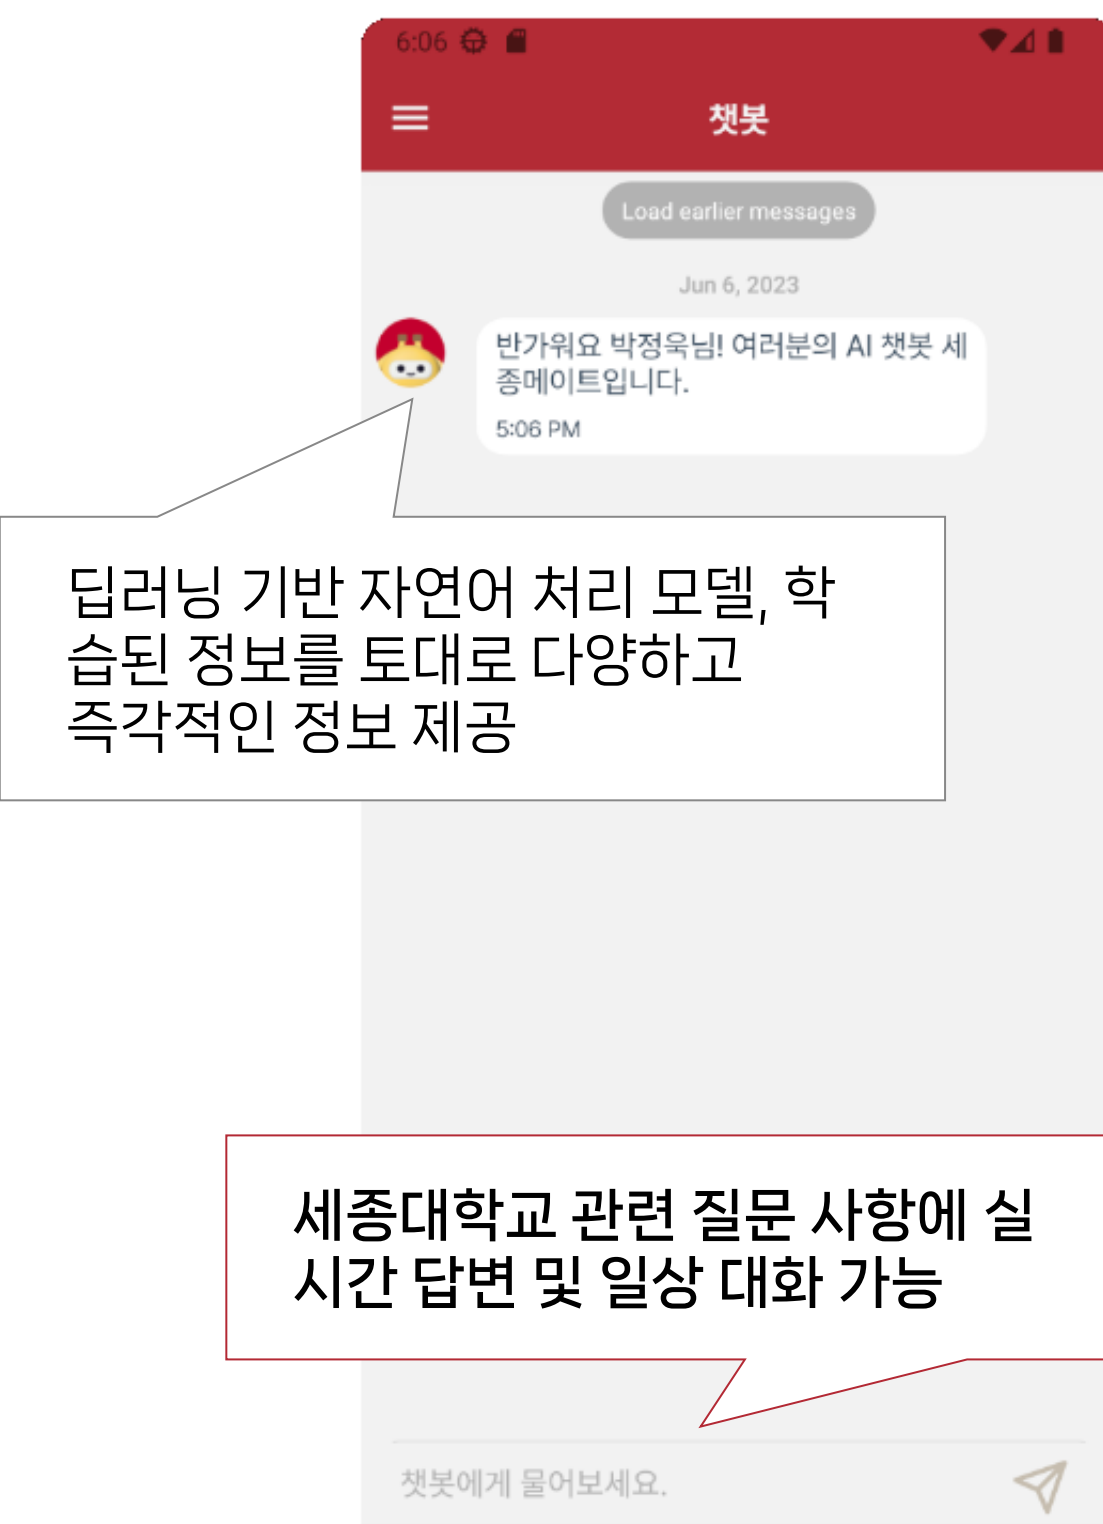 6:06
챗봇
Load earlier messages
Jun 6, 2023
반가워요 박정욱님! 여러분의 AI 챗봇 세
종메이트입니다.
5:06 PM
딥러닝 기반 자연어 처리 모델, 학
습된 정보를 토대로 다양하고
즉각적인 정보 제공
세종대학교 관련 질문 사항에 실
시간 답변 및 일상 대화 가능
챗봇에게 물어보세요.